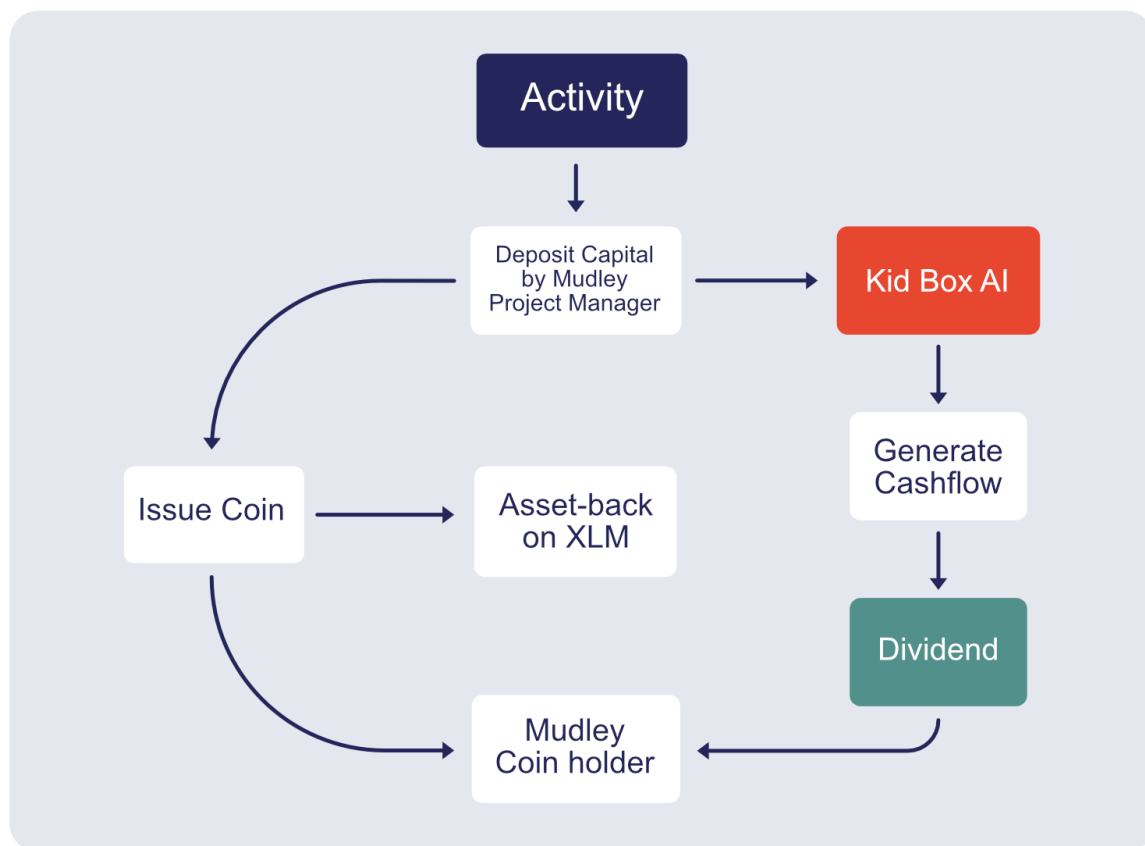 Activity
Deposit Capital
by Mudley
Project Manager
Kid Box AI
Generate
Cashflow
Issue Coin
Asset-back
on XLM
Dividend
Mudley
Coin holder